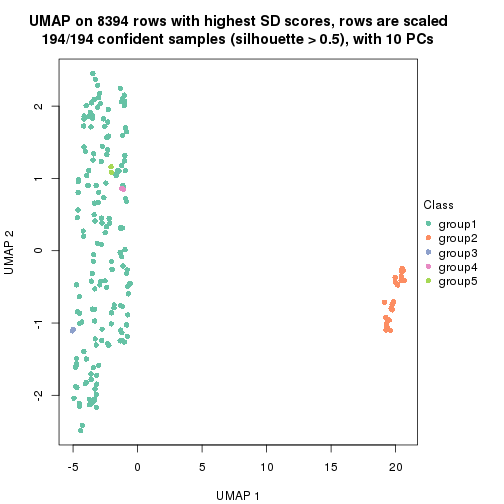 UMAP on 8394 rows with highest SD scores, rows are scaled
194/194 confident samples (silhouette > 0.5), with 10 PCs
2
1
0
-1
-2
UMAP 2
-5
0
5
10
15
20
UMAP 1
Class
group1
group2
group3
group4
group5